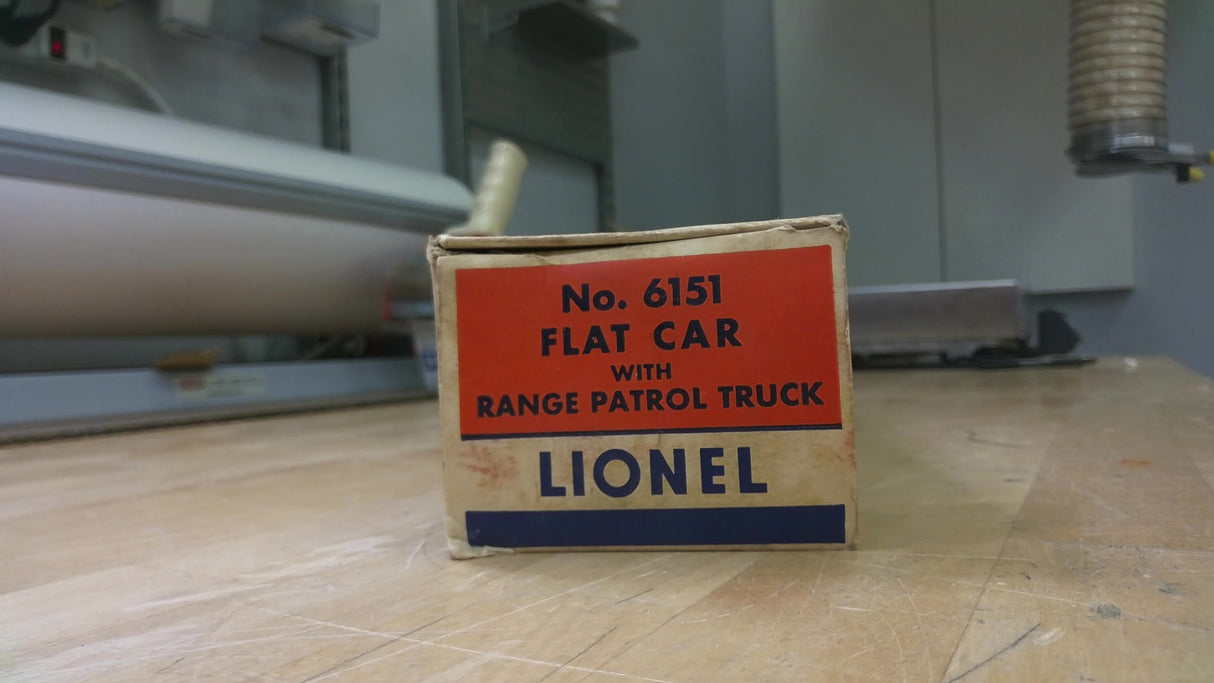 No. 6151
FLAT CAR
WITH
RANGE PATROL TRUCK
LIONEL